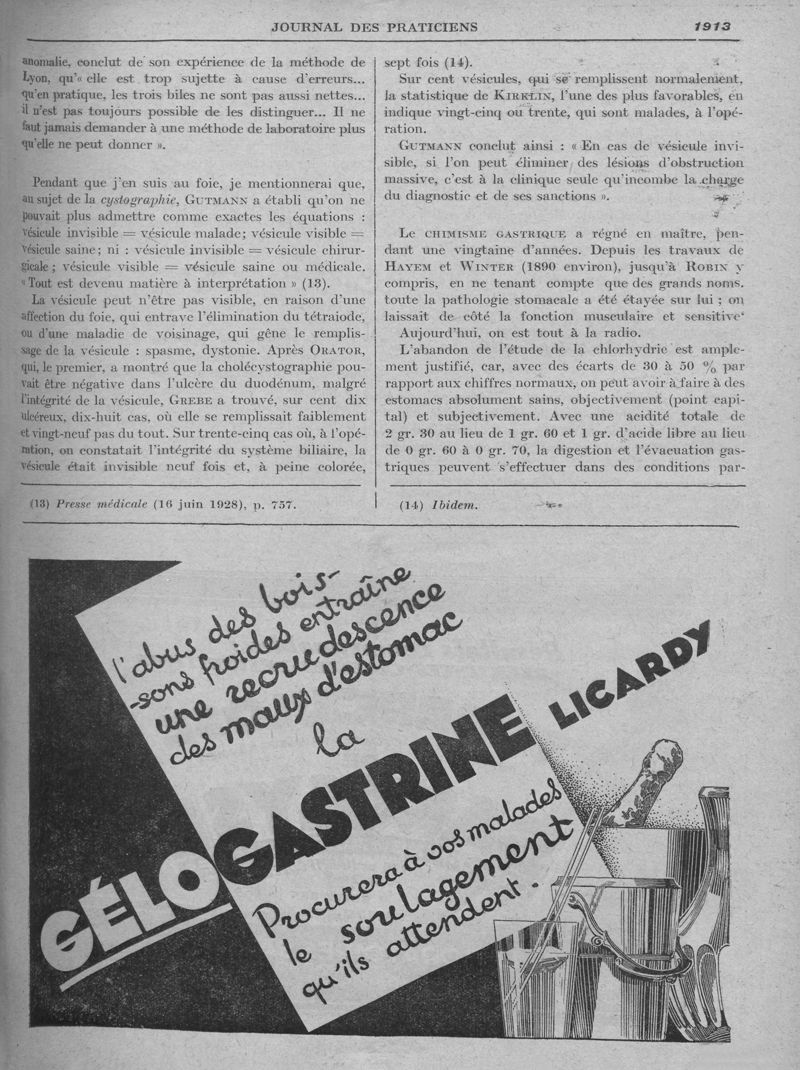 JOURNAL DES PRATICIENS
1913
anomalie, conclut de son expérience de la méthode de
Lyon, qu'« elle est trop sujette à cause d'erreurs...
qu'en pratique, les trois biles ne sont pas aussi nettes...
il n'est pas toujours possible de les distinguer... Il ne
faut jamais demander à une méthode de laboratoire plus
qu'elle ne peut donner ».
Pendant que j'en suis au foie, je mentionnerai que,
au sujet de la cystographie, GUTMANN a établi qu'on ne
pouvait plus admettre comme exactes les équations :
vésicule invisible = vésicule malade; vésicule visible =
vésicule saine; ni : vésicule invisible = vésicule chirur-
gicale ; vésicule visible = vésicule saine ou médicale.
« Tout est devenu matière à interprétation » (13).
La vésicule peut n'être pas visible, en raison d'une
affection du foie, qui entrave l'élimination du tétraiode,
ou d'une maladie de voisinage, qui gêne le remplis-
sage de la vésicule : spasme, dystonie. Après ORATOR,
qui, le premier, a montré que la cholécystographie pou-
vait être négative dans l'ulcère du duodénum, malgré
l'intégrité de la vésicule, GREBE a trouvé, sur cent dix
ulcéreux, dix-huit cas, où elle se remplissait faiblement
et vingt-neuf pas du tout. Sur trente-cinq cas où, à l'opé-
ration, on constatait l'intégrité du système biliaire, la
vésicule était invisible neuf fois et, à peine colorée,
(13) Presse médicale (16 juin 1928), p. 757.
sept fois (14).
Sur cent vésicules, qui se remplissent normalement,
la statistique de KIRKLIN, l'une des plus favorables, en
indique vingt-cinq ou trente, qui sont malades, à l'opé-
ration.
GUTMANN conclut ainsi : « En cas de vésicule invi-
sible, si l'on peut éliminer des lésions d'obstruction
massive, c'est à la clinique seule qu'incombe la charge
du diagnostic et de ses sanctions ».
Le CHIMISME GASTRIQUE a régné en maître, pen-
dant une vingtaine d'années. Depuis les travaux de
HAYEM et WINTER (1890 environ), jusqu'à ROBIN y
compris, en ne tenant compte que des grands noms,
toute la pathologie stomacale a été étayée sur lui ; on
laissait de côté la fonction musculaire et sensitive
Aujourd'hui, on est tout à la radio.
L'abandon de l'étude de la chlorhydrie est ample-
ment justifié, car, avec des écarts de 30 à 50 % par
rapport aux chiffres normaux, on peut avoir à faire à des
estomacs absolument sains, objectivement (point capi-
tal) et subjectivement. Avec une acidité totale de
2 gr. 30 au lieu de 1 gr. 60 et 1 gr. d'acide libre au lieu
de 0 gr. 60 à 0 gr. 70, la digestion et l'évacuation gas-
triques peuvent s'effectuer dans des conditions par-
(14) Ibidem.
l'abus des bois-
-sons froides entraîne
une recrudescence
des maux d'estomac
la
GÉLOGASTRINE LICARDY
Procurera à vos malades
le soulagement
qu'ils attendent.